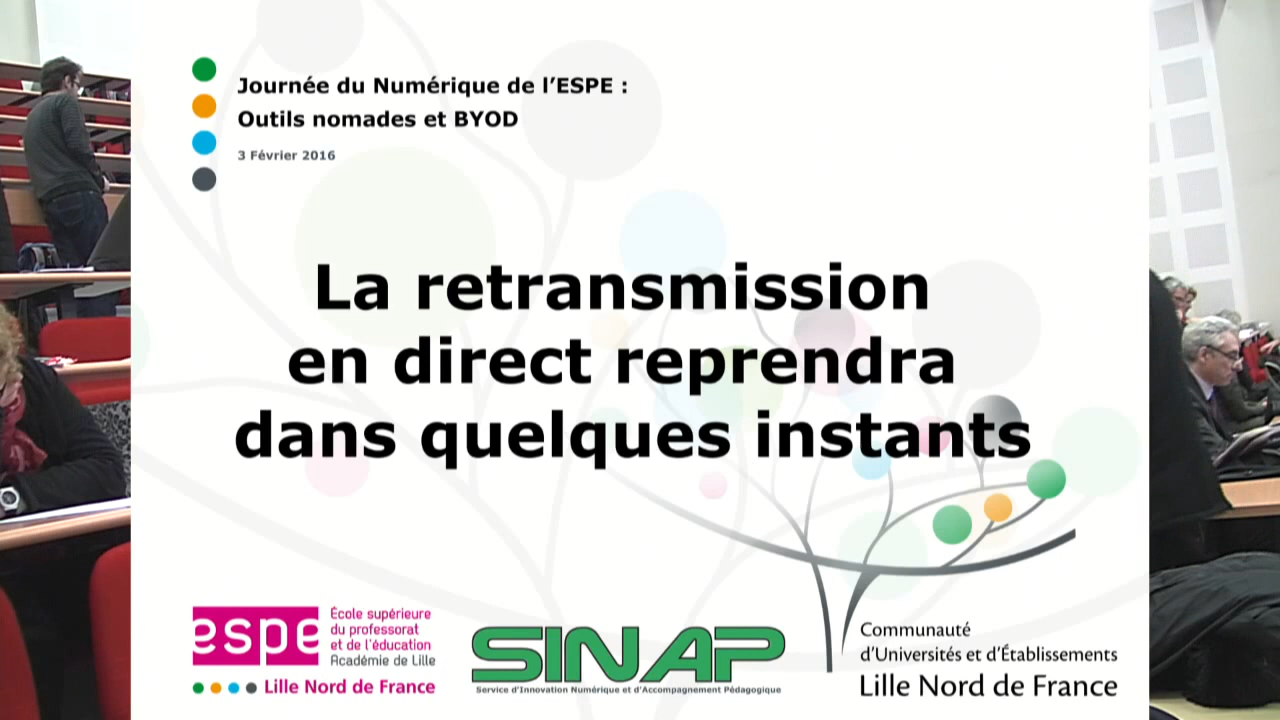 Journée du Numérique de l'ESPE :
Outils nomades et BYOD
3 Février 2016
La retransmission
en direct reprendra
dans quelques instants
espe
École supérieure
du professorat
et de l'éducation
Académie de Lille
Lille Nord de France
SINAP
Service d'Innovation Numérique et d'Accompagnement Pédagogique
Communauté
d'Universités et d'Établissements
Lille Nord de France